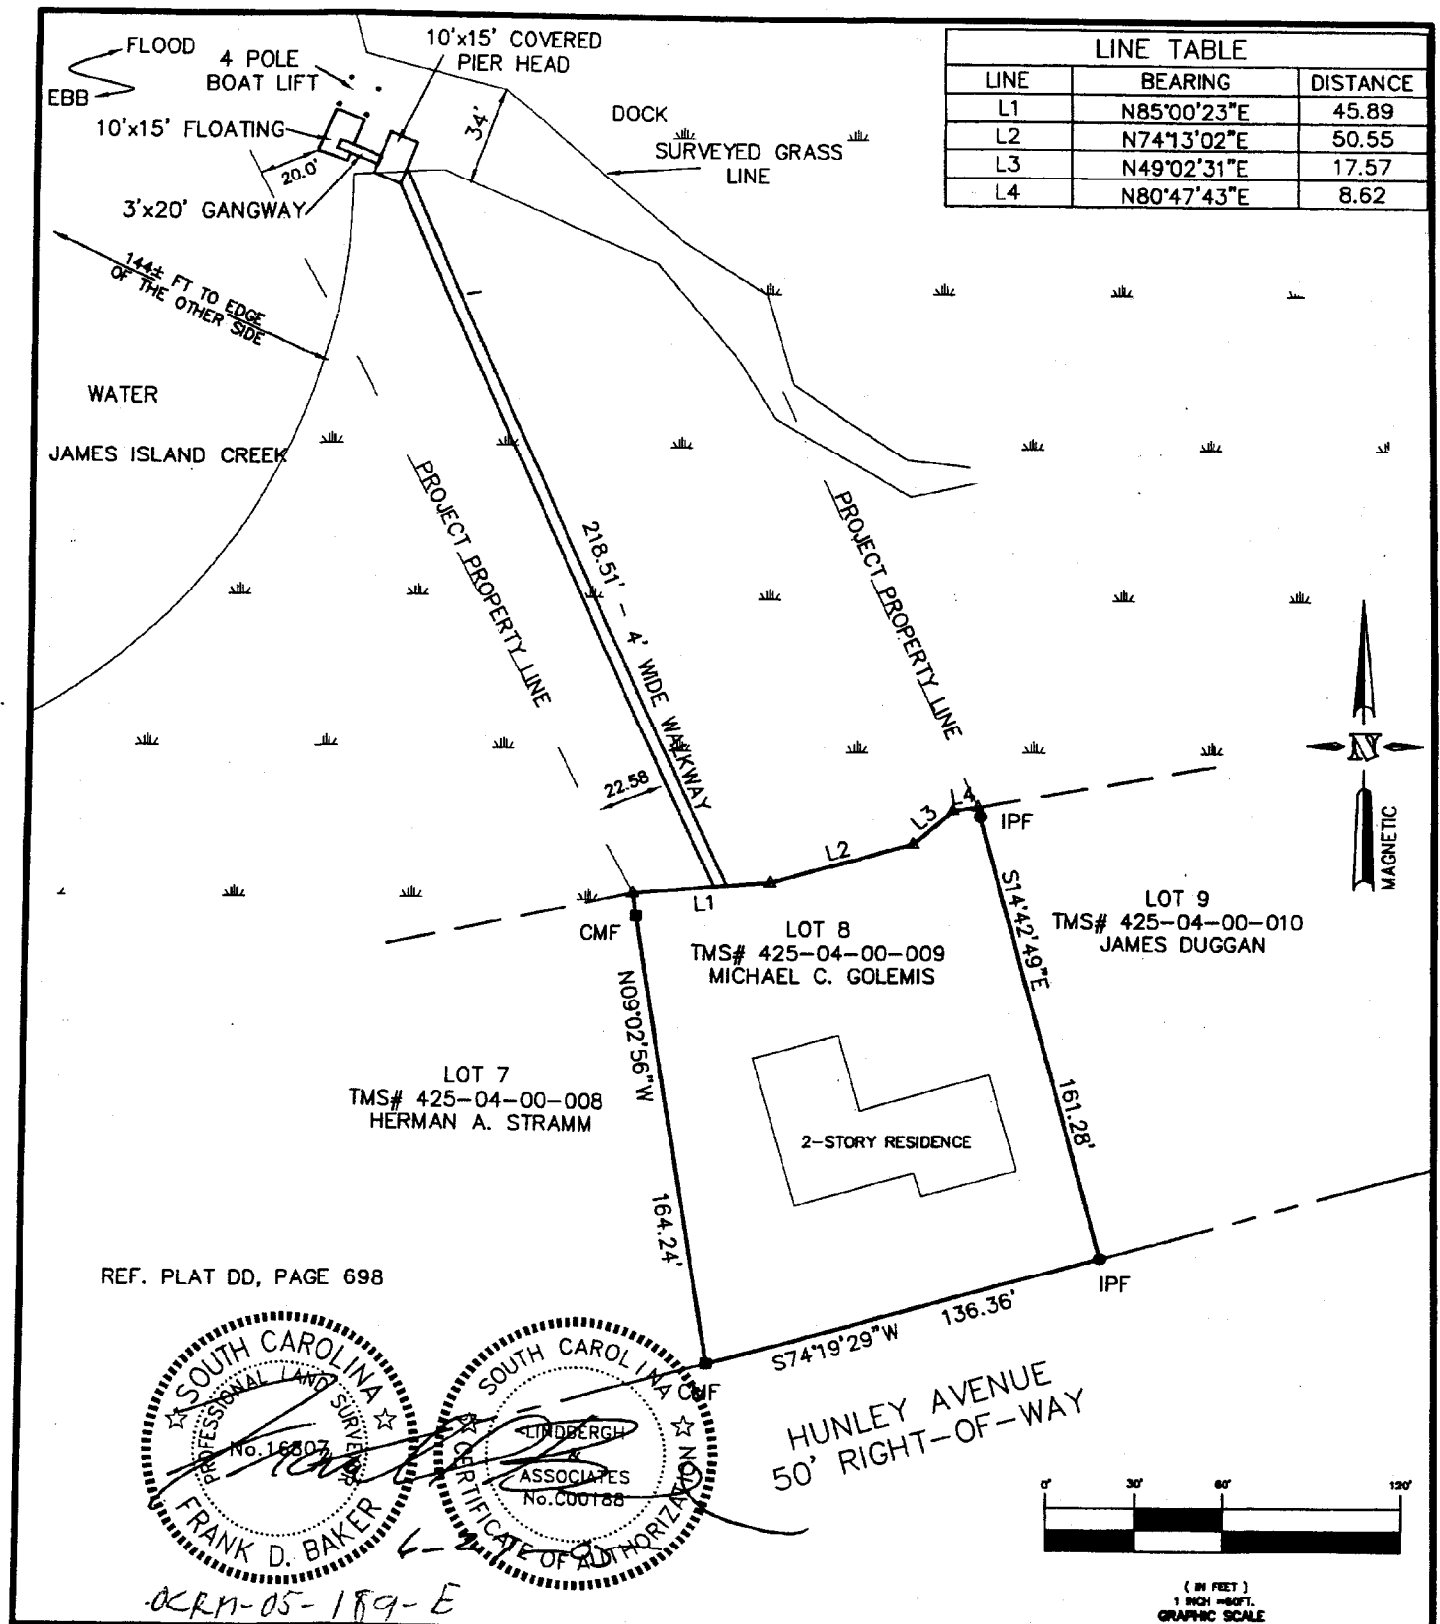 FLOOD
EBB
4 POLE
BOAT LIFT
10'x15' COVERED
PIER HEAD
10'x15' FLOATING
20.0'
34'
DOCK
SURVEYED GRASS
LINE
3'x20' GANGWAY
144± FT TO EDGE
OF THE OTHER SIDE
WATER
JAMES ISLAND CREEK
LINE TABLE
LINE BEARING DISTANCE
L1 N85°00'23"E 45.89
L2 N74°13'02"E 50.55
L3 N49°02'31"E 17.57
L4 N80°47'43"E 8.62
PROJECT PROPERTY LINE
218.51' - 4' WIDE WALKWAY
PROJECT PROPERTY LINE
22.58
N
MAGNETIC
L1
L2
L3
L4
IPF
CMF
LOT 8
TMS# 425-04-00-009
MICHAEL C. GOLEMIS
LOT 9
TMS# 425-04-00-010
JAMES DUGGAN
S14°42'49"E
161.28'
N09°02'56"W
164.24'
LOT 7
TMS# 425-04-00-008
HERMAN A. STRAMM
2-STORY RESIDENCE
IPF
136.36'
S74°19'29"W
CMF
HUNLEY AVENUE
50' RIGHT-OF-WAY
REF. PLAT DD, PAGE 698
SOUTH CAROLINA
PROFESSIONAL LAND SURVEYOR
No.16807
FRANK D. BAKER
SOUTH CAROLINA
LINDBERGH
&
ASSOCIATES
No.C00188
CERTIFICATE OF AUTHORIZATION
OCRM-05-189-E
0' 30' 60' 120'
( IN FEET )
1 INCH =60FT.
GRAPHIC SCALE